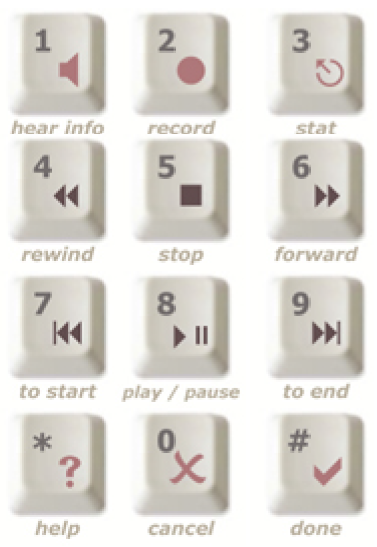 1 2 3
hear info record stat
4 5 6
rewind stop forward
7 8 9
to start play / pause to end
* ? 0 #
help cancel done